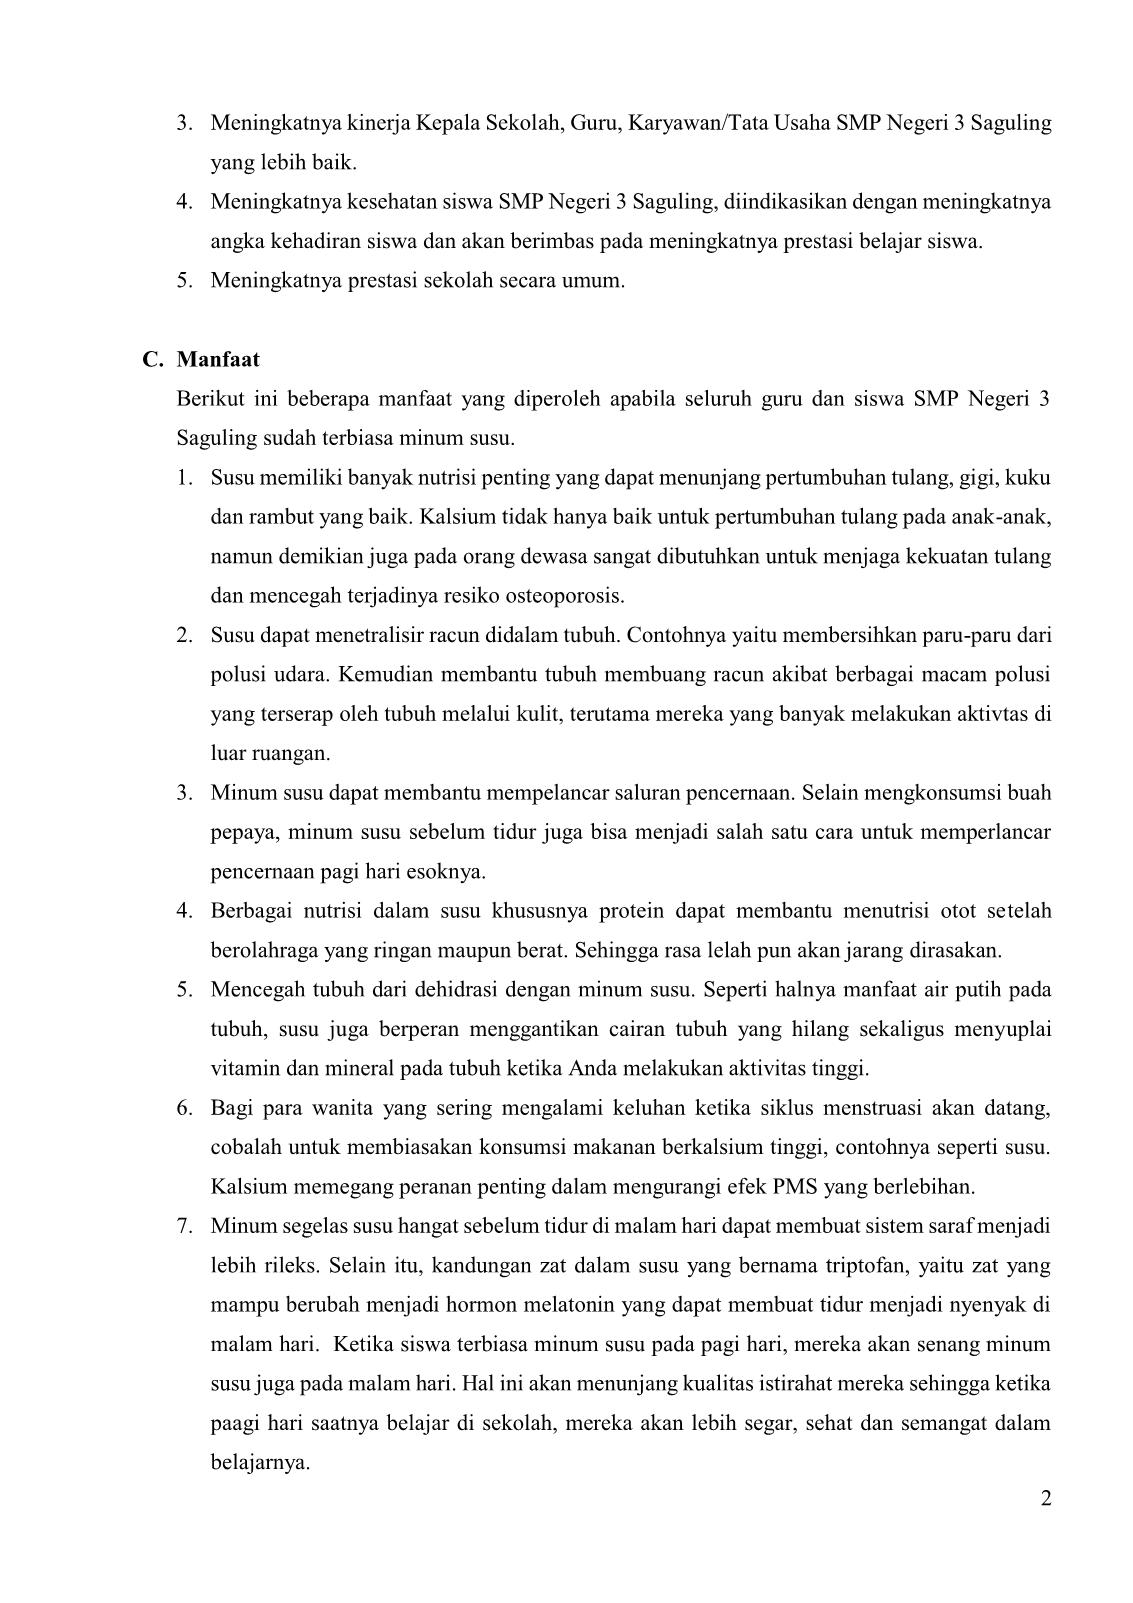 3. Meningkatnya kinerja Kepala Sekolah, Guru, Karyawan/Tata Usaha SMP Negeri 3 Saguling
yang lebih baik.
4. Meningkatnya kesehatan siswa SMP Negeri 3 Saguling, diindikasikan dengan meningkatnya
angka kehadiran siswa dan akan berimbas pada meningkatnya prestasi belajar siswa.
5. Meningkatnya prestasi sekolah secara umum.
C. Manfaat
Berikut ini beberapa manfaat yang diperoleh apabila seluruh guru dan siswa SMP Negeri 3
Saguling sudah terbiasa minum susu.
1. Susu memiliki banyak nutrisi penting yang dapat menunjang pertumbuhan tulang, gigi, kuku
dan rambut yang baik. Kalsium tidak hanya baik untuk pertumbuhan tulang pada anak-anak,
namun demikian juga pada orang dewasa sangat dibutuhkan untuk menjaga kekuatan tulang
dan mencegah terjadinya resiko osteoporosis.
2. Susu dapat menetralisir racun didalam tubuh. Contohnya yaitu membersihkan paru-paru dari
polusi udara. Kemudian membantu tubuh membuang racun akibat berbagai macam polusi
yang terserap oleh tubuh melalui kulit, terutama mereka yang banyak melakukan aktivtas di
luar ruangan.
3. Minum susu dapat membantu mempelancar saluran pencernaan. Selain mengkonsumsi buah
pepaya, minum susu sebelum tidur juga bisa menjadi salah satu cara untuk memperlancar
pencernaan pagi hari esoknya.
4. Berbagai nutrisi dalam susu khususnya protein dapat membantu menutrisi otot setelah
berolahraga yang ringan maupun berat. Sehingga rasa lelah pun akan jarang dirasakan.
5. Mencegah tubuh dari dehidrasi dengan minum susu. Seperti halnya manfaat air putih pada
tubuh, susu juga berperan menggantikan cairan tubuh yang hilang sekaligus menyuplai
vitamin dan mineral pada tubuh ketika Anda melakukan aktivitas tinggi.
6. Bagi para wanita yang sering mengalami keluhan ketika siklus menstruasi akan datang,
cobalah untuk membiasakan konsumsi makanan berkalsium tinggi, contohnya seperti susu.
Kalsium memegang peranan penting dalam mengurangi efek PMS yang berlebihan.
7. Minum segelas susu hangat sebelum tidur di malam hari dapat membuat sistem saraf menjadi
lebih rileks. Selain itu, kandungan zat dalam susu yang bernama triptofan, yaitu zat yang
mampu berubah menjadi hormon melatonin yang dapat membuat tidur menjadi nyenyak di
malam hari. Ketika siswa terbiasa minum susu pada pagi hari, mereka akan senang minum
susu juga pada malam hari. Hal ini akan menunjang kualitas istirahat mereka sehingga ketika
paagi hari saatnya belajar di sekolah, mereka akan lebih segar, sehat dan semangat dalam
belajarnya.
2